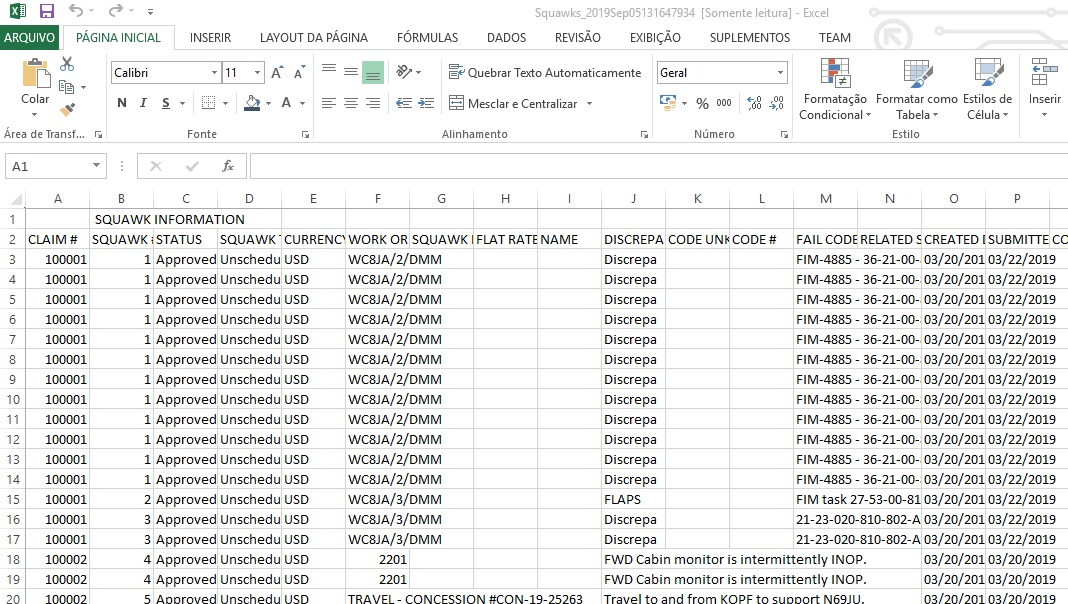 Squawks_2019Sep05131647934 [Somente leitura] - Excel
ARQUIVO PÁGINA INICIAL INSERIR LAYOUT DA PÁGINA FÓRMULAS DADOS REVISÃO EXIBIÇÃO SUPLEMENTOS TEAM
Colar
Calibri 11
N I S A
Quebrar Texto Automaticamente
Mesclar e Centralizar
Geral
% 000
Formatação Condicional
Formatar como Tabela
Estilos de Célula
Inserir
Área de Transf... Fonte Alinhamento Número Estilo
A1 fx
A B C D E F G H I J K L M N O P
1 SQUAWK INFORMATION
2 CLAIM # SQUAWK STATUS SQUAWK CURRENCY WORK OR SQUAWK FLAT RATE NAME DISCREPA CODE UNK CODE # FAIL CODE RELATED S CREATED SUBMITTE CO
3 100001 1 Approved Unschedu USD WC8JA/2/DMM Discrepa FIM-4885 - 36-21-00- 03/20/201 03/22/2019
4 100001 1 Approved Unschedu USD WC8JA/2/DMM Discrepa FIM-4885 - 36-21-00- 03/20/201 03/22/2019
5 100001 1 Approved Unschedu USD WC8JA/2/DMM Discrepa FIM-4885 - 36-21-00- 03/20/201 03/22/2019
6 100001 1 Approved Unschedu USD WC8JA/2/DMM Discrepa FIM-4885 - 36-21-00- 03/20/201 03/22/2019
7 100001 1 Approved Unschedu USD WC8JA/2/DMM Discrepa FIM-4885 - 36-21-00- 03/20/201 03/22/2019
8 100001 1 Approved Unschedu USD WC8JA/2/DMM Discrepa FIM-4885 - 36-21-00- 03/20/201 03/22/2019
9 100001 1 Approved Unschedu USD WC8JA/2/DMM Discrepa FIM-4885 - 36-21-00- 03/20/201 03/22/2019
10 100001 1 Approved Unschedu USD WC8JA/2/DMM Discrepa FIM-4885 - 36-21-00- 03/20/201 03/22/2019
11 100001 1 Approved Unschedu USD WC8JA/2/DMM Discrepa FIM-4885 - 36-21-00- 03/20/201 03/22/2019
12 100001 1 Approved Unschedu USD WC8JA/2/DMM Discrepa FIM-4885 - 36-21-00- 03/20/201 03/22/2019
13 100001 1 Approved Unschedu USD WC8JA/2/DMM Discrepa FIM-4885 - 36-21-00- 03/20/201 03/22/2019
14 100001 1 Approved Unschedu USD WC8JA/2/DMM Discrepa FIM-4885 - 36-21-00- 03/20/201 03/22/2019
15 100001 2 Approved Unschedu USD WC8JA/3/DMM FLAPS FIM task 27-53-00-81 03/20/201 03/22/2019
16 100001 3 Approved Unschedu USD WC8JA/3/DMM Discrepa 21-23-020-810-802-A 03/20/201 03/22/2019
17 100001 3 Approved Unschedu USD WC8JA/3/DMM Discrepa 21-23-020-810-802-A 03/20/201 03/22/2019
18 100002 4 Approved Unschedu USD 2201 FWD Cabin monitor is intermittently INOP. 03/20/201 03/20/2019
19 100002 4 Approved Unschedu USD 2201 FWD Cabin monitor is intermittently INOP. 03/20/201 03/20/2019
20 100002 5 Approved Unschedu USD TRAVEL - CONCESSION #CON-19-25263 Travel to and from KOPF to support N69JU. 03/20/201 03/20/2019